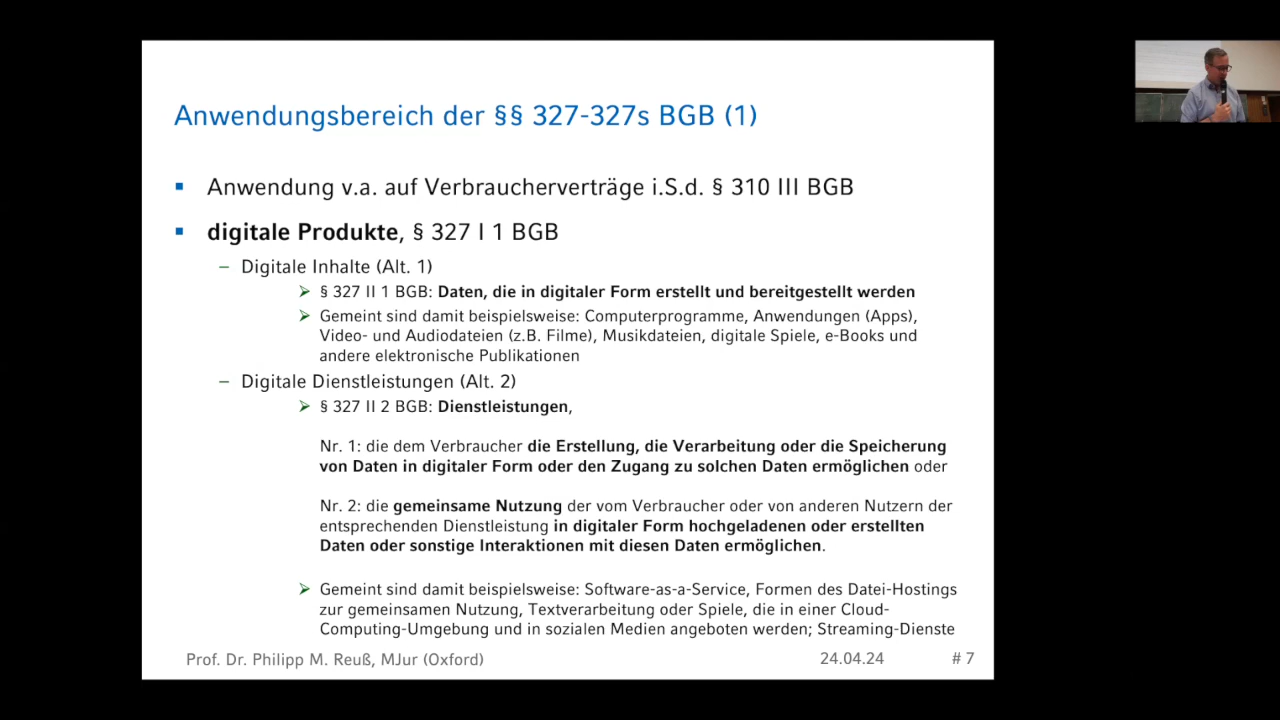 Anwendungsbereich der §§ 327-327s BGB (1)
Anwendung v.a. auf Verbraucherverträge i.S.d. § 310 III BGB
digitale Produkte, § 327 I 1 BGB
– Digitale Inhalte (Alt. 1)
§ 327 II 1 BGB: Daten, die in digitaler Form erstellt und bereitgestellt werden
Gemeint sind damit beispielsweise: Computerprogramme, Anwendungen (Apps),
Video- und Audiodateien (z.B. Filme), Musikdateien, digitale Spiele, e-Books und
andere elektronische Publikationen
– Digitale Dienstleistungen (Alt. 2)
§ 327 II 2 BGB: Dienstleistungen,
Nr. 1: die dem Verbraucher die Erstellung, die Verarbeitung oder die Speicherung
von Daten in digitaler Form oder den Zugang zu solchen Daten ermöglichen oder
Nr. 2: die gemeinsame Nutzung der vom Verbraucher oder von anderen Nutzern der
entsprechenden Dienstleistung in digitaler Form hochgeladenen oder erstellten
Daten oder sonstige Interaktionen mit diesen Daten ermöglichen.
Gemeint sind damit beispielsweise: Software-as-a-Service, Formen des Datei-Hostings
zur gemeinsamen Nutzung, Textverarbeitung oder Spiele, die in einer Cloud-
Computing-Umgebung und in sozialen Medien angeboten werden; Streaming-Dienste
Prof. Dr. Philipp M. Reuß, MJur (Oxford) 24.04.24 # 7